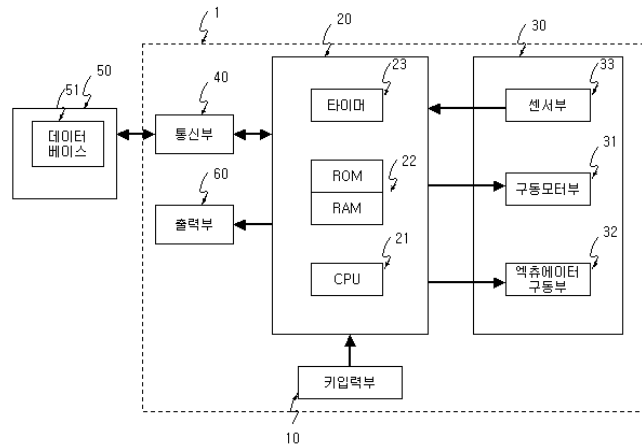 1
20
30
50
51
40
23
33
데이터
베이스
통신부
타이머
센서부
60
ROM
RAM
22
31
출력부
구동모터부
21
32
CPU
엑츄에이터
구동부
키입력부
10